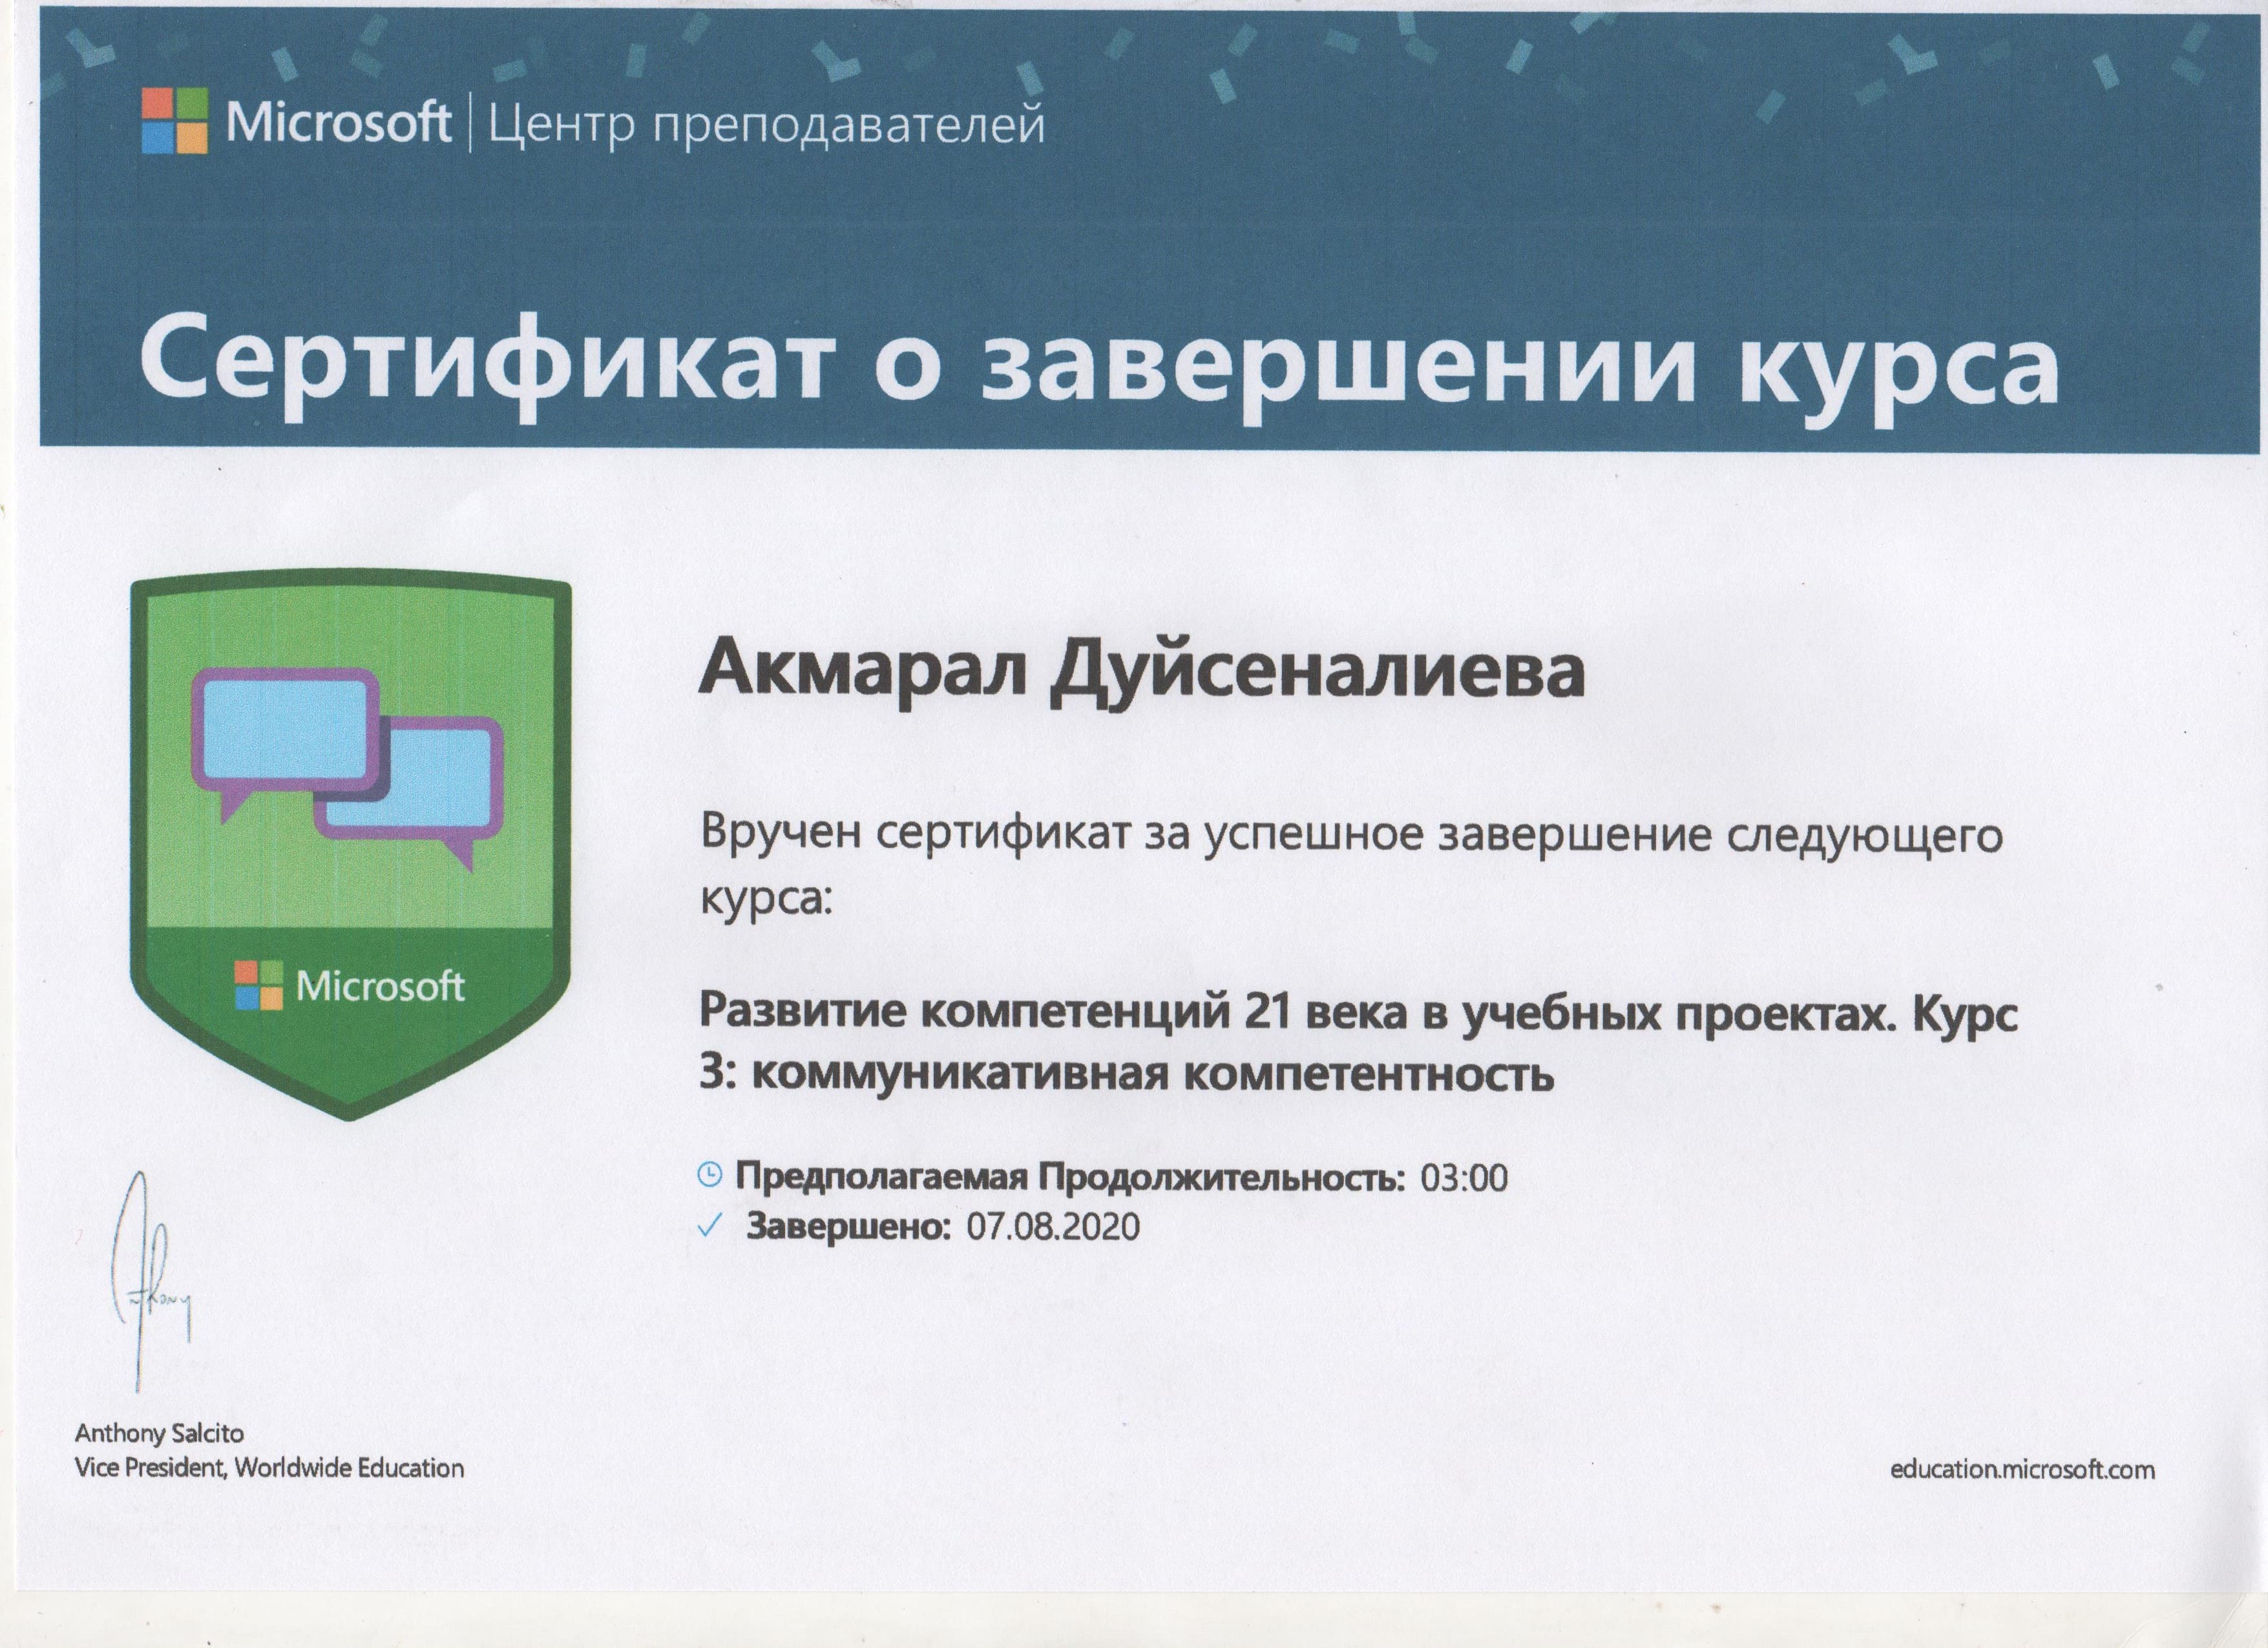 Microsoft | Центр преподавателей
Сертификат о завершении курса
Акмарал Дуйсеналиева
Вручен сертификат за успешное завершение следующего
курса:
Развитие компетенций 21 века в учебных проектах. Курс
3: коммуникативная компетентность
Предполагаемая Продолжительность: 03:00
Завершено: 07.08.2020
Microsoft
Anthony
Anthony Salcito
Vice President, Worldwide Education
education.microsoft.com